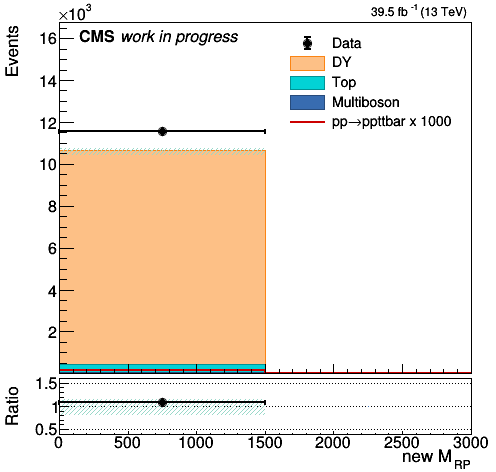 ×10³
39.5 fb⁻¹ (13 TeV)
Events
CMS work in progress
Data
DY
Top
Multiboson
pp→ppttbar x 1000
16
14
12
10
8
6
4
2
Ratio
1.5
1
0.5
0 500 1000 1500 2000 2500 3000
new M_RP